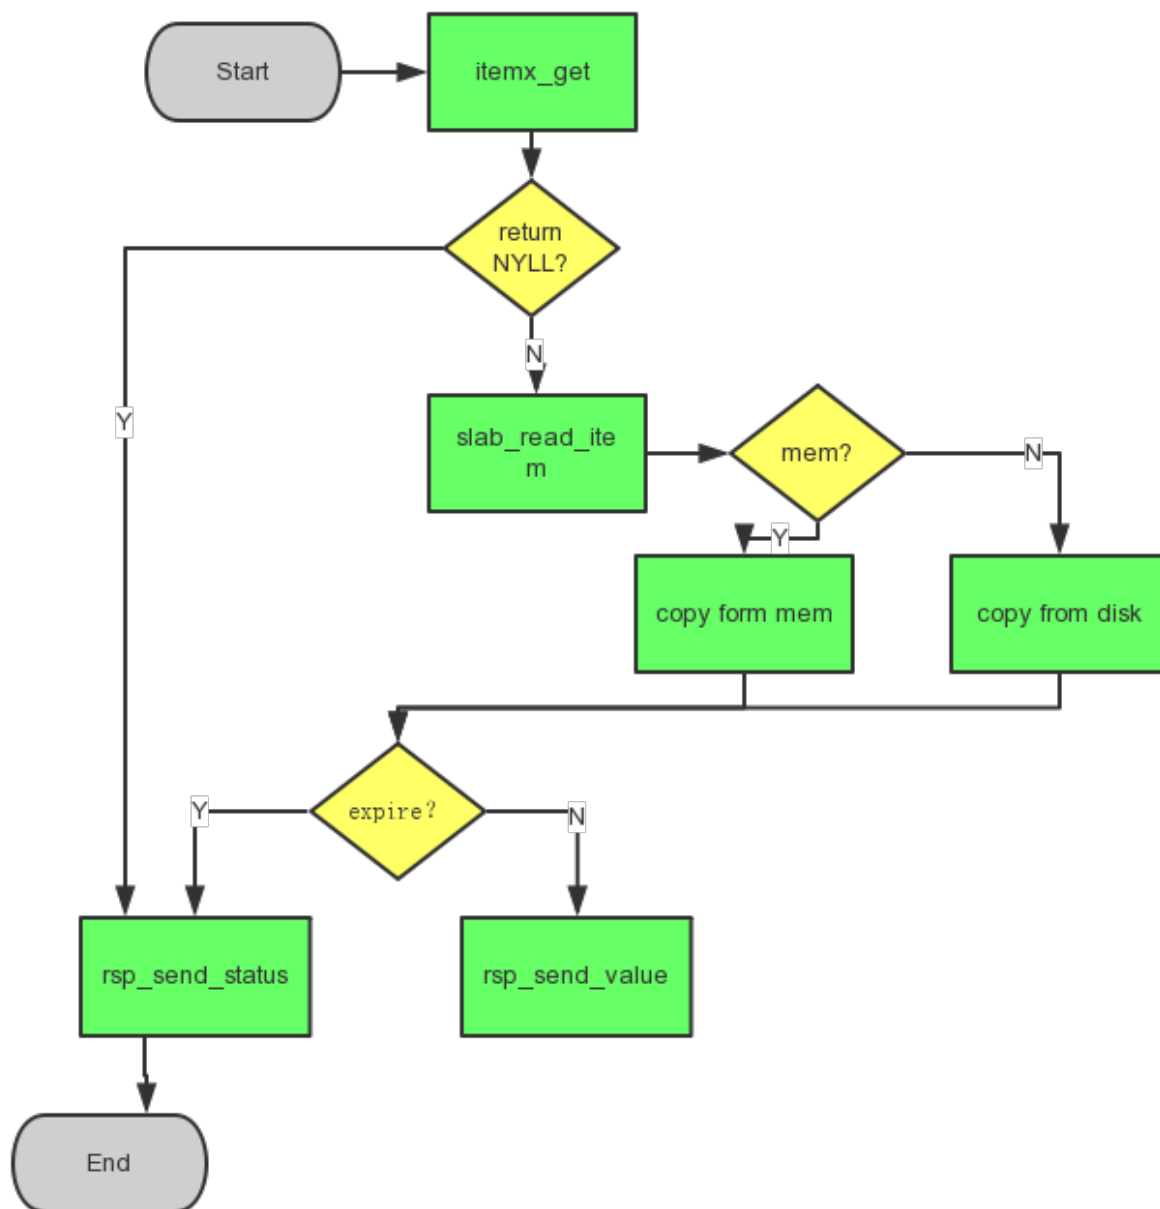 Start
itemx_get
return
NYLL?
N
Y
slab_read_ite
m
mem?
N
Y
copy form mem
copy from disk
expire?
Y
N
rsp_send_status
rsp_send_value
End